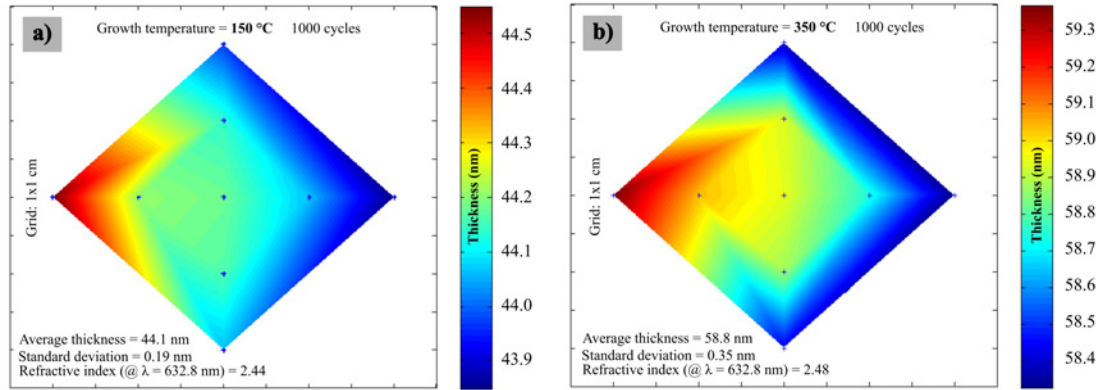 a)
Growth temperature = 150 °C 1000 cycles
Grid: 1x1 cm
Average thickness = 44.1 nm
Standard deviation = 0.19 nm
Refractive index (@ λ = 632.8 nm) = 2.44
44.5
44.4
44.3
44.2
44.1
44.0
43.9
Thickness (nm)
b)
Growth temperature = 350 °C 1000 cycles
Grid: 1x1 cm
Average thickness = 58.8 nm
Standard deviation = 0.35 nm
Refractive index (@ λ = 632.8 nm) = 2.48
59.3
59.2
59.1
59.0
58.9
58.8
58.7
58.6
58.5
58.4
Thickness (nm)